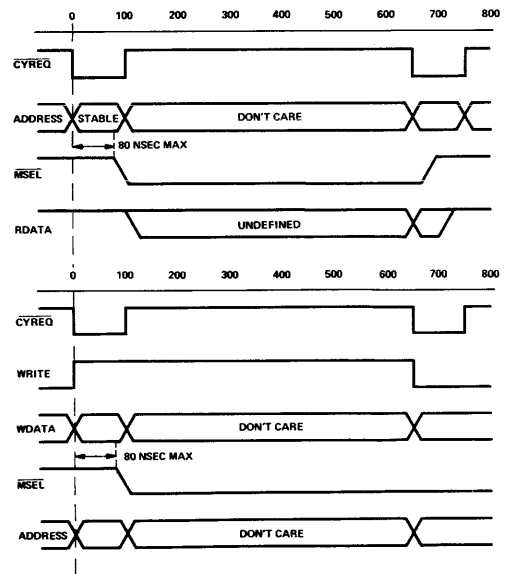 0 100 200 300 400 500 600 700 800
CYREQ
ADDRESS STABLE DON'T CARE
80 NSEC MAX
MSEL
RDATA UNDEFINED
0 100 200 300 400 500 600 700 800
CYREQ
WRITE
WDATA DON'T CARE
80 NSEC MAX
MSEL
ADDRESS DON'T CARE